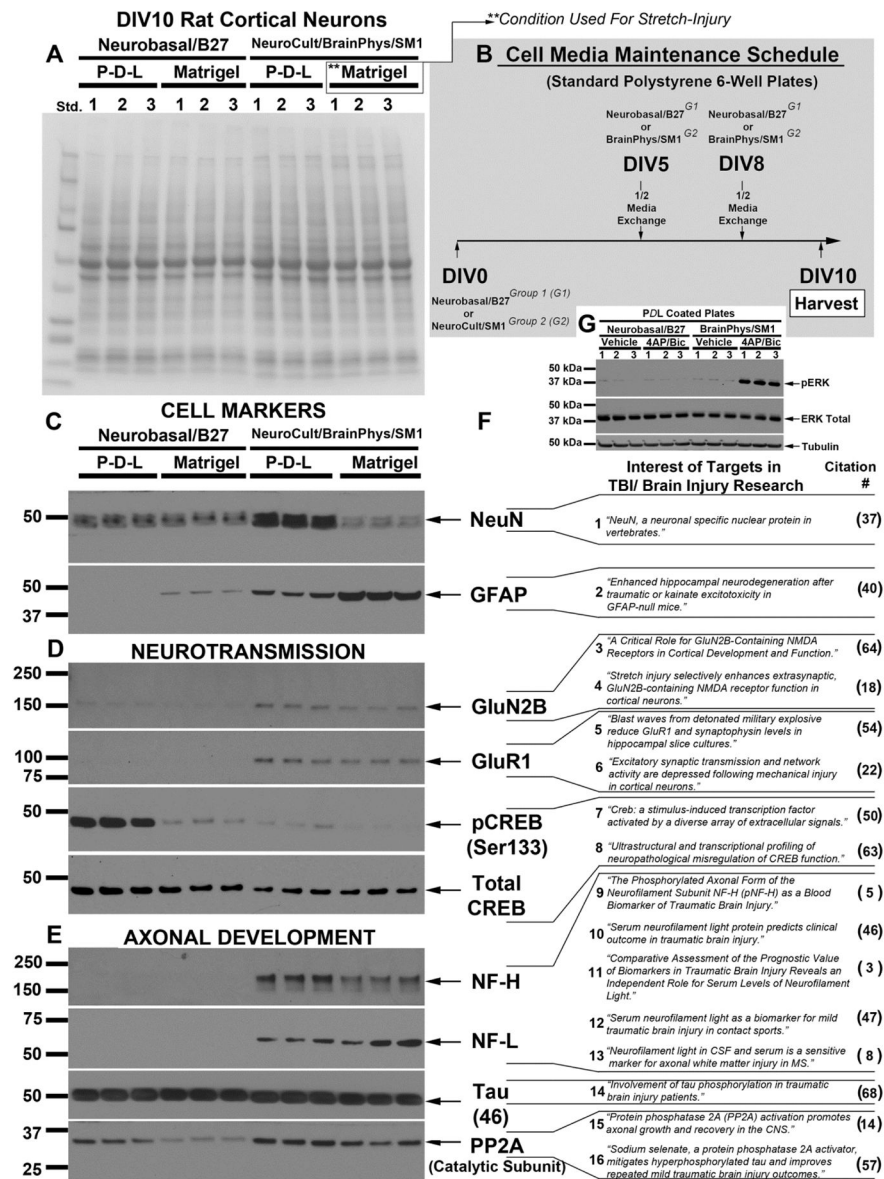 DIV10 Rat Cortical Neurons
**Condition Used For Stretch-Injury
A
Neurobasal/B27
NeuroCult/BrainPhys/SM1
P-D-L
Matrigel
P-D-L
**Matrigel
Std. 1 2 3 1 2 3 1 2 3 1 2 3
B Cell Media Maintenance Schedule
(Standard Polystyrene 6-Well Plates)
Neurobasal/B27 G1
or
BrainPhys/SM1 G2
DIV5
1/2
Media
Exchange
Neurobasal/B27 G1
or
BrainPhys/SM1 G2
DIV8
1/2
Media
Exchange
DIV0
Neurobasal/B27 Group 1 (G1)
or
NeuroCult/SM1 Group 2 (G2)
DIV10
Harvest
G
PDL Coated Plates
Neurobasal/B27
BrainPhys/SM1
Vehicle 4AP/Bic Vehicle 4AP/Bic
1 2 3 1 2 3 1 2 3 1 2 3
50 kDa
37 kDa
pERK
50 kDa
37 kDa
ERK Total
50 kDa
Tubulin
C
CELL MARKERS
Neurobasal/B27
NeuroCult/BrainPhys/SM1
P-D-L
Matrigel
P-D-L
Matrigel
50
NeuN
50
37
GFAP
D
NEUROTRANSMISSION
250
150
GluN2B
100
75
GluR1
50
pCREB
(Ser133)
50
Total
CREB
E
AXONAL DEVELOPMENT
250
150
NF-H
75
50
NF-L
50
Tau
(46)
37
25
PP2A
(Catalytic Subunit)
F
Interest of Targets in
TBI/ Brain Injury Research
Citation
#
1 “NeuN, a neuronal specific nuclear protein in
vertebrates.”
(37)
2 “Enhanced hippocampal neurodegeneration after
traumatic or kainate excitotoxicity in
GFAP-null mice.”
(40)
3 “A Critical Role for GluN2B-Containing NMDA
Receptors in Cortical Development and Function.”
(64)
4 “Stretch injury selectively enhances extrasynaptic,
GluN2B-containing NMDA receptor function in
cortical neurons.”
(18)
5 “Blast waves from detonated military explosive
reduce GluR1 and synaptophysin levels in
hippocampal slice cultures.”
(54)
6 “Excitatory synaptic transmission and network
activity are depressed following mechanical injury
in cortical neurons.”
(22)
7 “Creb: a stimulus-induced transcription factor
activated by a diverse array of extracellular signals.”
(50)
8 “Ultrastructural and transcriptional profiling of
neuropathological misregulation of CREB function.”
(63)
9 “The Phosphorylated Axonal Form of the
Neurofilament Subunit NF-H (pNF-H) as a Blood
Biomarker of Traumatic Brain Injury.”
( 5 )
10 “Serum neurofilament light protein predicts clinical
outcome in traumatic brain injury.”
(46)
11 “Comparative Assessment of the Prognostic Value
of Biomarkers in Traumatic Brain Injury Reveals an
Independent Role for Serum Levels of Neurofilament
Light.”
( 3 )
12 “Serum neurofilament light as a biomarker for mild
traumatic brain injury in contact sports.”
(47)
13 “Neurofilament light in CSF and serum is a sensitive
marker for axonal white matter injury in MS.”
( 8 )
14 “Involvement of tau phosphorylation in traumatic
brain injury patients.”
(68)
15 “Protein phosphatase 2A (PP2A) activation promotes
axonal growth and recovery in the CNS.”
(14)
16 “Sodium selenate, a protein phosphatase 2A activator,
mitigates hyperphosphorylated tau and improves
repeated mild traumatic brain injury outcomes.”
(57)